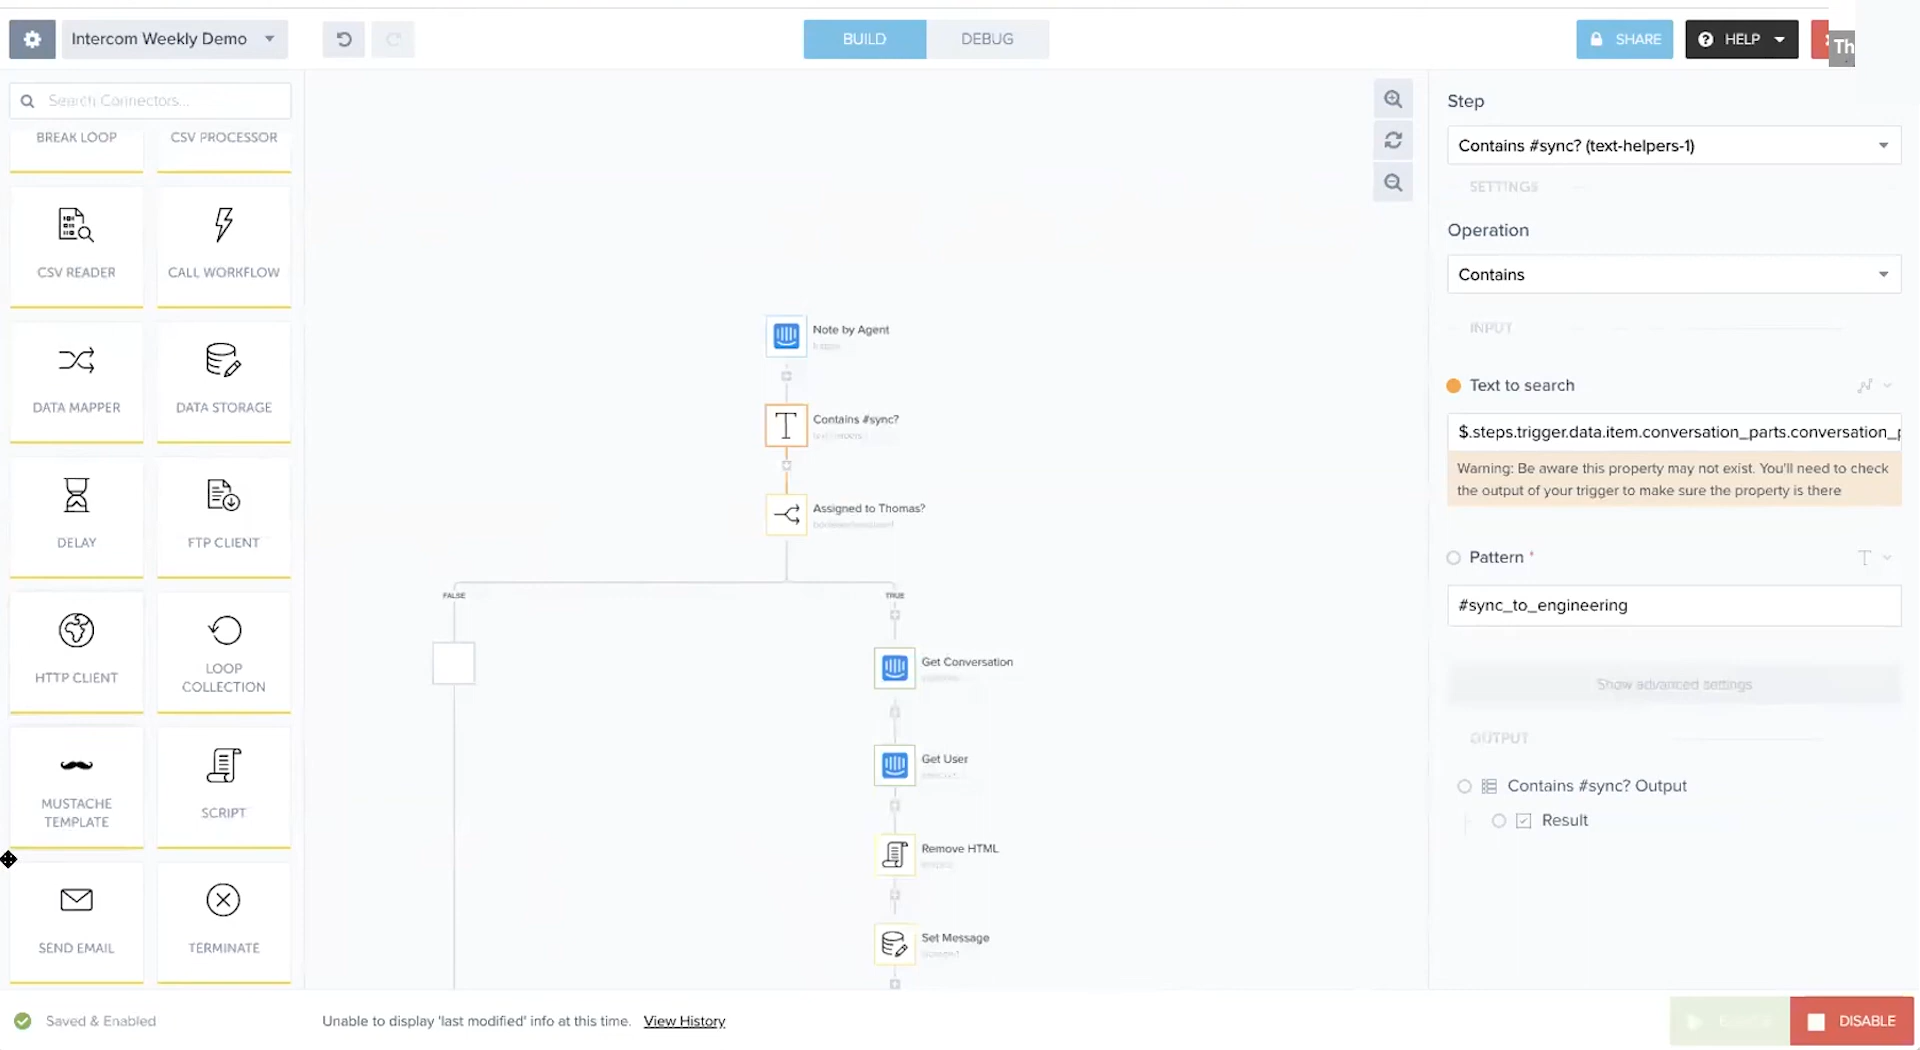 Intercom Weekly Demo
BUILD
DEBUG
SHARE
HELP
Th
Search Connectors...
BREAK LOOP
CSV PROCESSOR
CSV READER
CALL WORKFLOW
DATA MAPPER
DATA STORAGE
DELAY
FTP CLIENT
HTTP CLIENT
LOOP
COLLECTION
MUSTACHE
TEMPLATE
SCRIPT
SEND EMAIL
TERMINATE
Note by Agent
Contains #sync?
Assigned to Thomas?
FALSE
TRUE
Get Conversation
Get User
Remove HTML
Set Message
Step
Contains #sync? (text-helpers-1)
SETTINGS
Operation
Contains
INPUT
Text to search
$.steps.trigger.data.item.conversation_parts.conversation_p
Warning: Be aware this property may not exist. You'll need to check
the output of your trigger to make sure the property is there
Pattern *
#sync_to_engineering
Show advanced settings
OUTPUT
Contains #sync? Output
Result
Saved & Enabled
Unable to display 'last modified' info at this time. View History
DISABLE